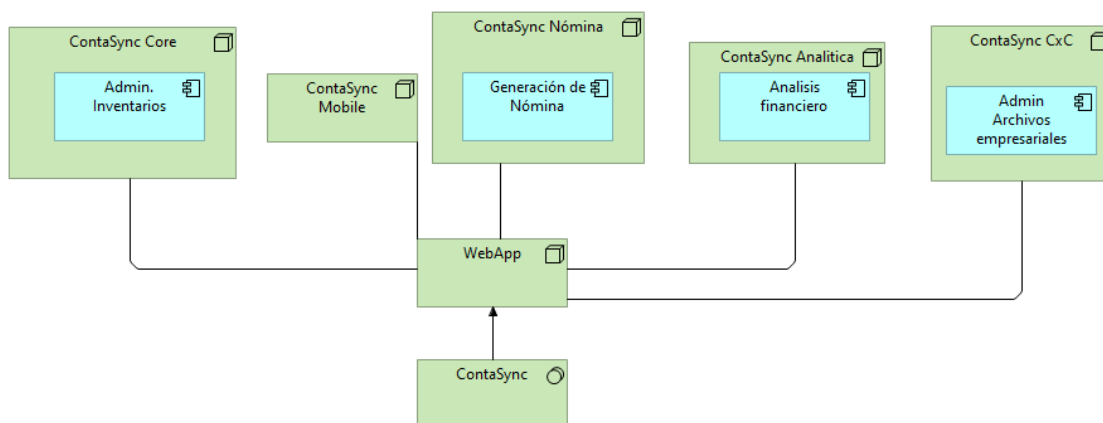 ContaSync Core
Admin.
Inventarios
ContaSync
Mobile
ContaSync Nómina
Generación de
Nómina
ContaSync Analitica
Analisis
financiero
ContaSync CxC
Admin
Archivos
empresariales
WebApp
ContaSync